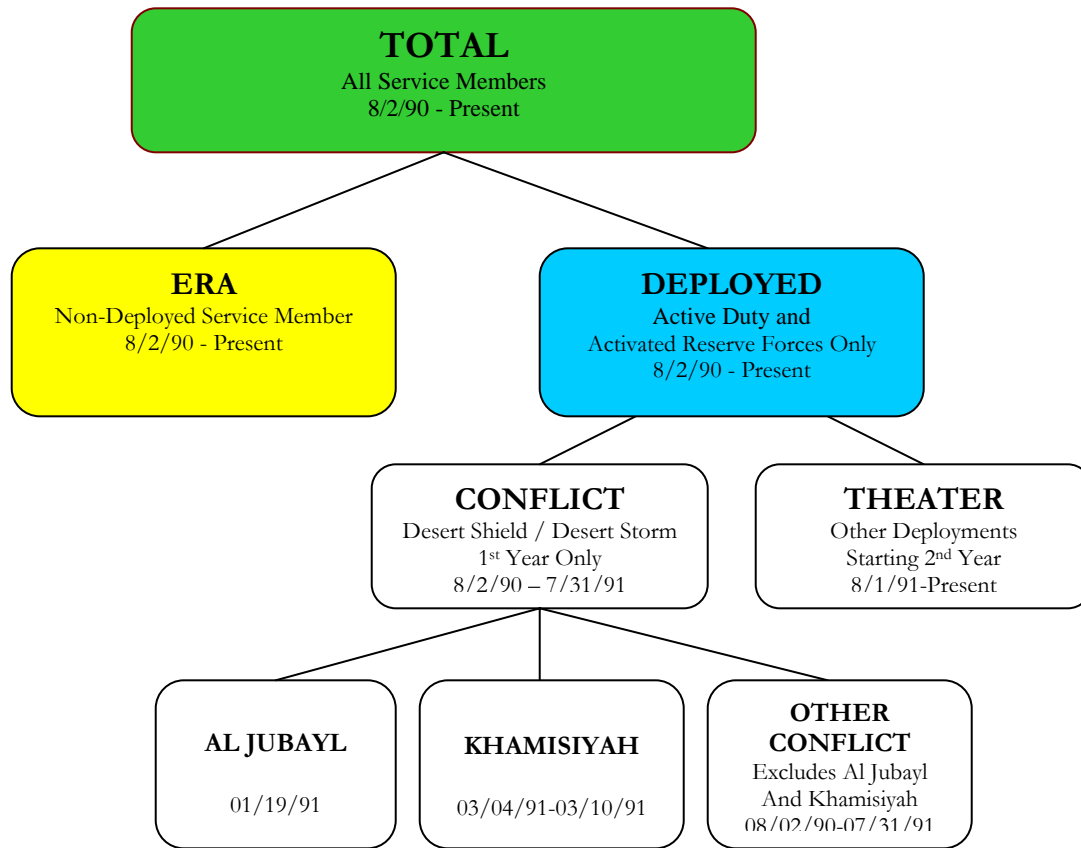 TOTAL
All Service Members
8/2/90 - Present
ERA
Non-Deployed Service Member
8/2/90 - Present
DEPLOYED
Active Duty and
Activated Reserve Forces Only
8/2/90 - Present
CONFLICT
Desert Shield / Desert Storm
1st Year Only
8/2/90 – 7/31/91
THEATER
Other Deployments
Starting 2nd Year
8/1/91-Present
AL JUBAYL
01/19/91
KHAMISIYAH
03/04/91-03/10/91
OTHER
CONFLICT
Excludes Al Jubayl
And Khamisiyah
08/02/90-07/31/91